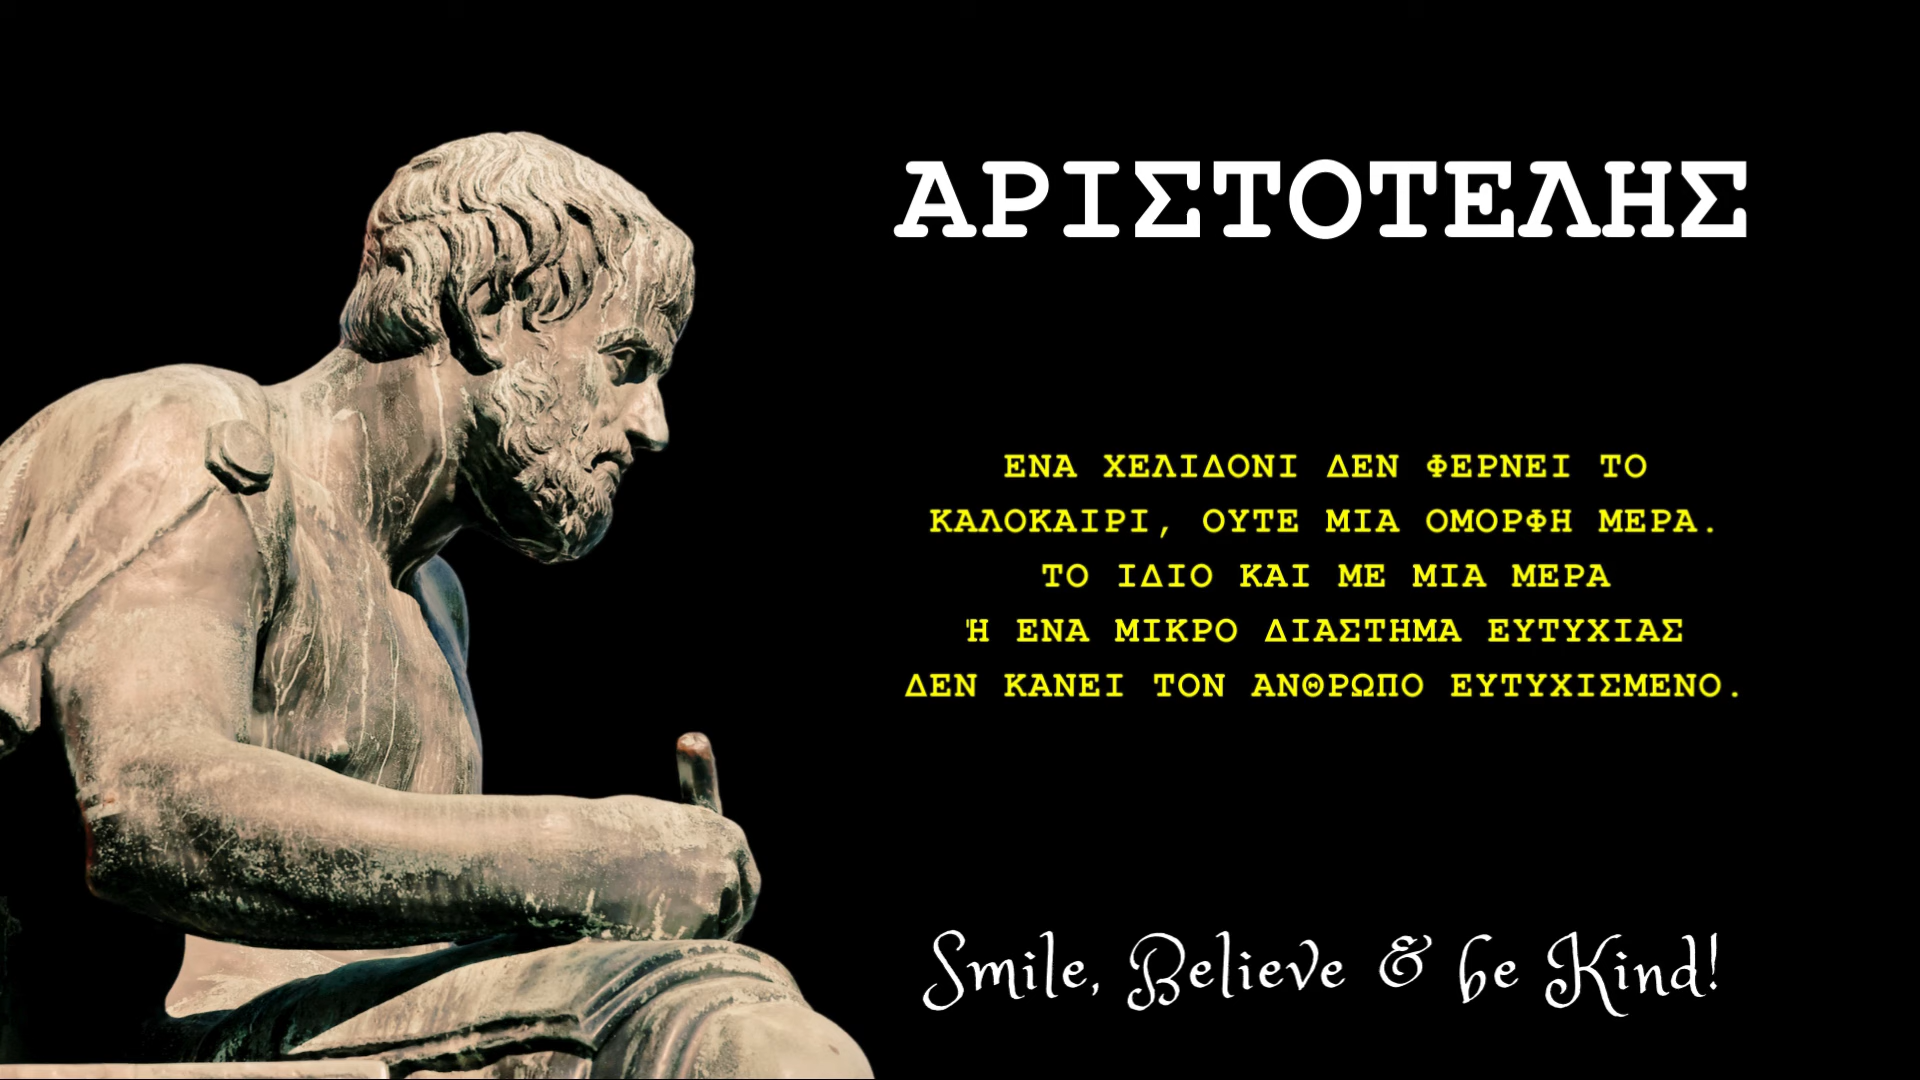 ΑΡΙΣΤΟΤΕΛΗΣ
ΕΝΑ ΧΕΛΙΔΟΝΙ ΔΕΝ ΦΕΡΝΕΙ ΤΟ
ΚΑΛΟΚΑΙΡΙ, ΟΥΤΕ ΜΙΑ ΟΜΟΡΦΗ ΜΕΡΑ.
ΤΟ ΙΔΙΟ ΚΑΙ ΜΕ ΜΙΑ ΜΕΡΑ
Ή ΕΝΑ ΜΙΚΡΟ ΔΙΑΣΤΗΜΑ ΕΥΤΥΧΙΑΣ
ΔΕΝ ΚΑΝΕΙ ΤΟΝ ΑΝΘΡΩΠΟ ΕΥΤΥΧΙΣΜΕΝΟ.
Smile, Believe & be Kind!